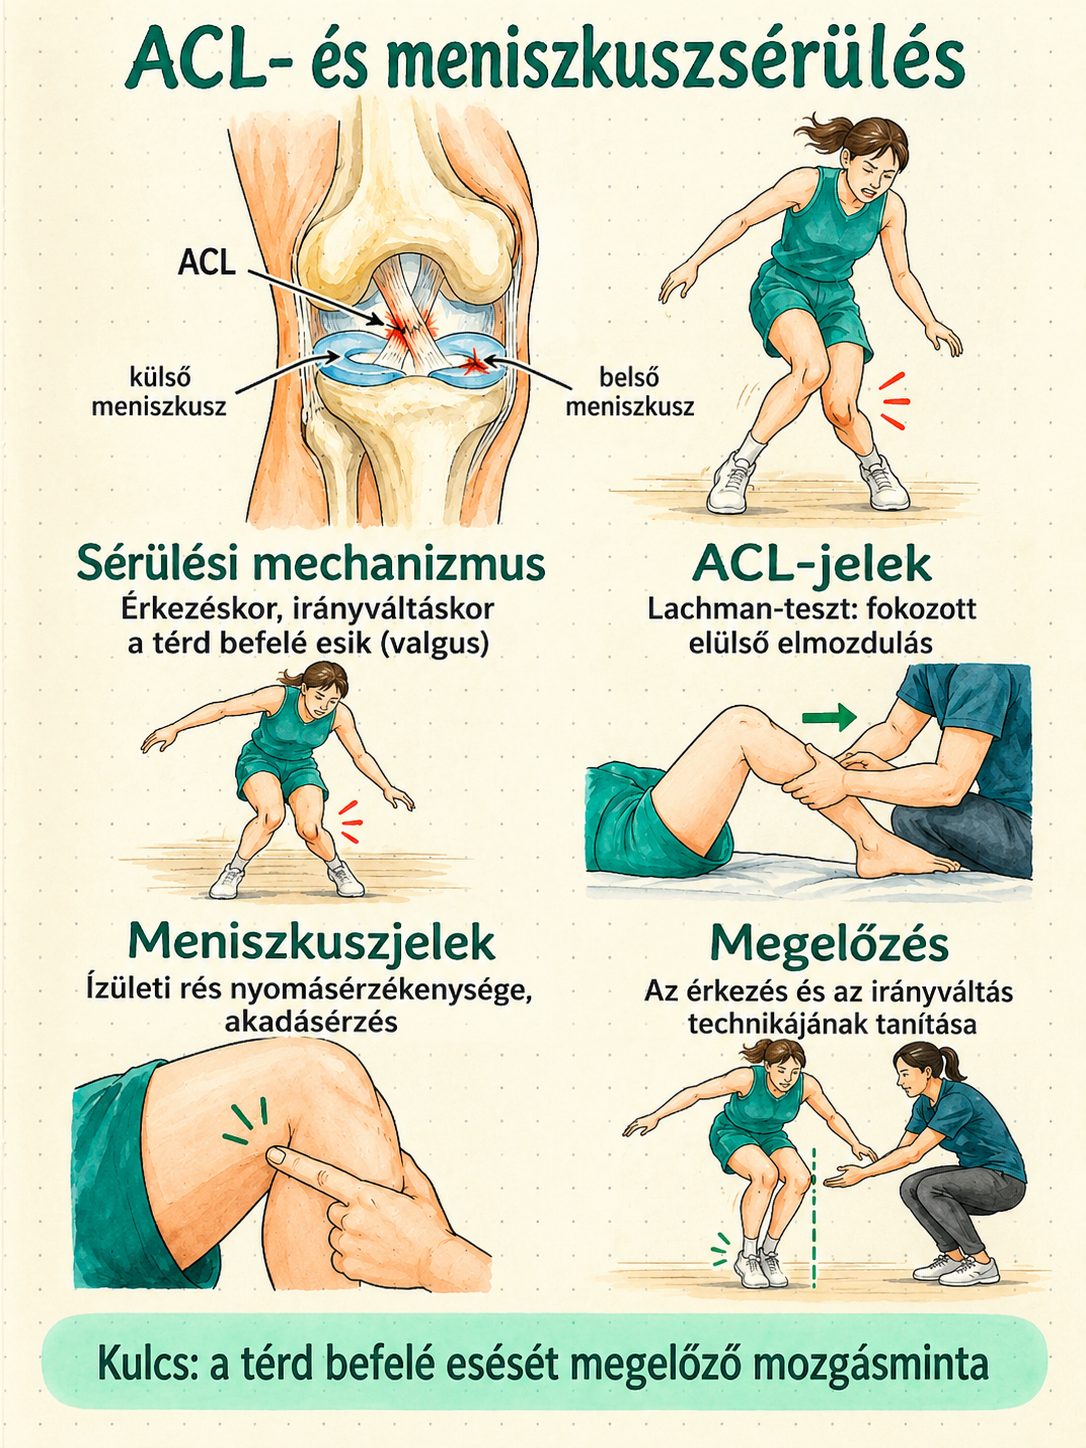 ACL- és meniszkuszsérülés
ACL
külső
meniszkusz
belső
meniszkusz
Sérülési mechanizmus
Érkezéskor, irányváltáskor
a térd befelé esik (valgus)
ACL-jelek
Lachman-teszt: fokozott
elülső elmozdulás
Meniszkuszjelek
Ízületi rés nyomásérzékenysége,
akadásérzés
Megelőzés
Az érkezés és az irányváltás
technikájának tanítása
Kulcs: a térd befelé esését megelőző mozgásminta